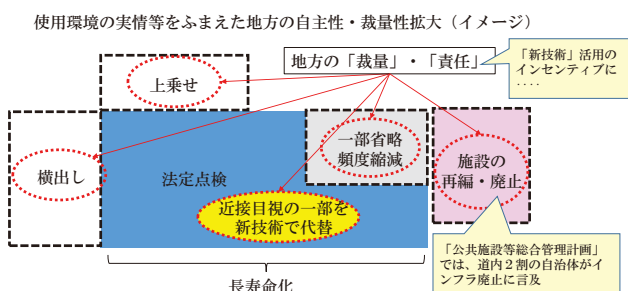 使用環境の実情等をふまえた地方の自主性・裁量性拡大（イメージ）
地方の「裁量」・「責任」
「新技術」活用の
インセンティブに
‥‥
上乗せ
横出し
法定点検
一部省略
頻度縮減
施設の
再編・廃止
近接目視の一部を
新技術で代替
「公共施設等総合管理計画」
では、道内２割の自治体がイ
ンフラ廃止に言及
長寿命化